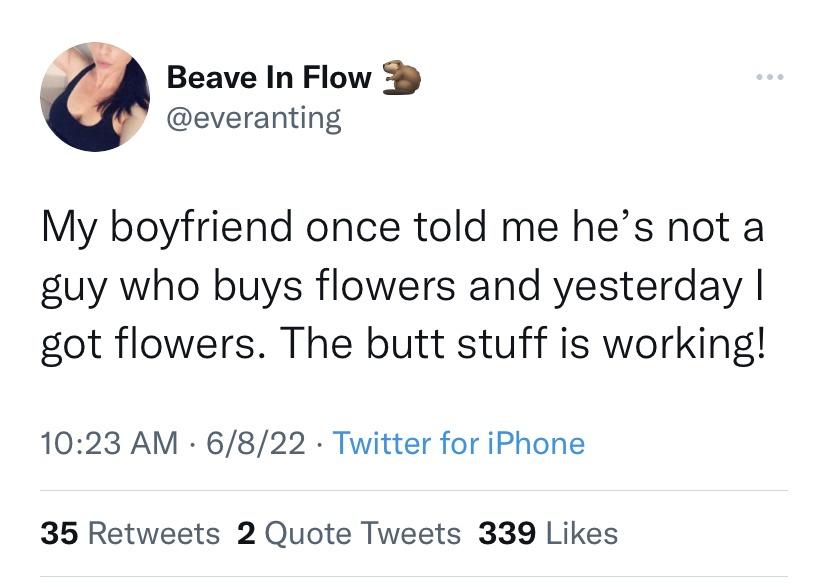 Beave In Flow 🦫
@everanting
My boyfriend once told me he’s not a
guy who buys flowers and yesterday I
got flowers. The butt stuff is working!
10:23 AM · 6/8/22 · Twitter for iPhone
35 Retweets 2 Quote Tweets 339 Likes